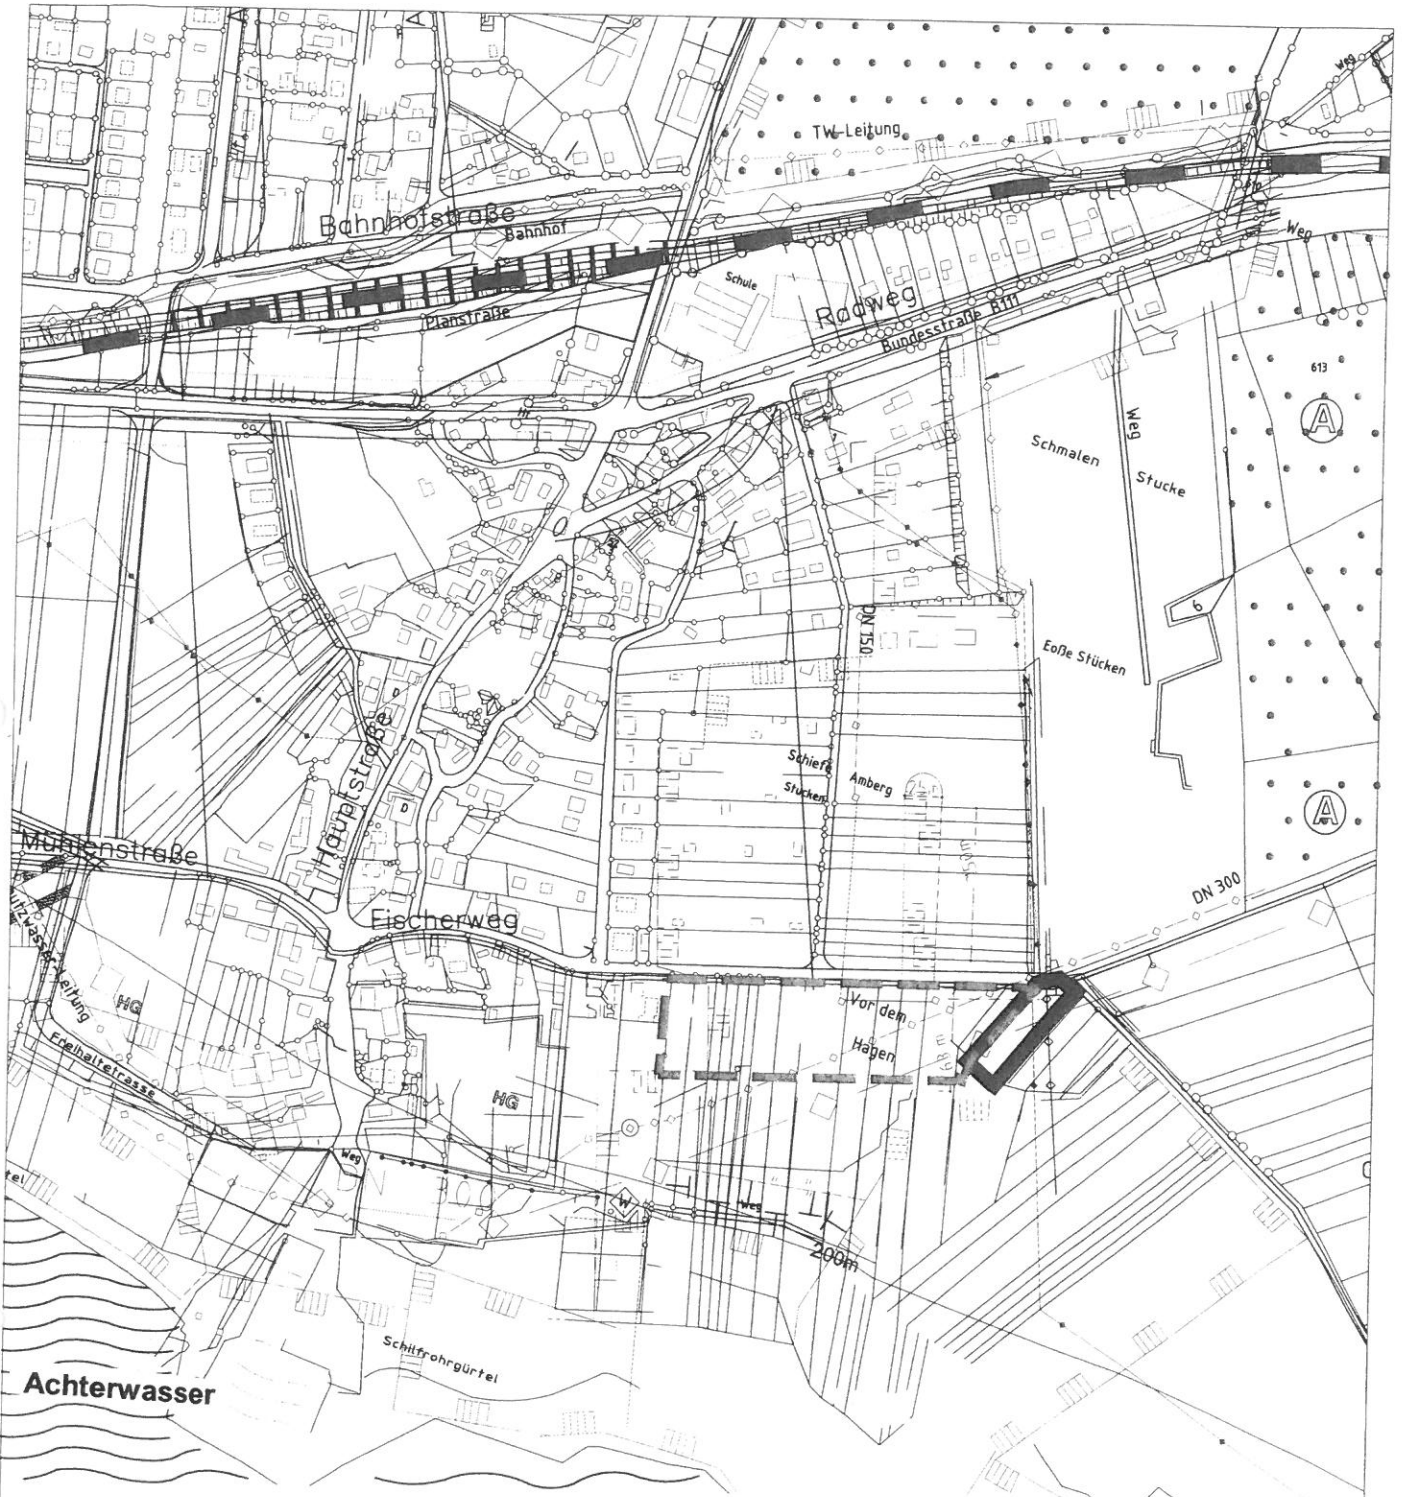 Weg
TW-Leitung
Bahnhofstraße
Bahnhof
Weg
Schule
Radweg
Planstraße
Bundesstraße B111
613
A
Weg
Schmalen
Stucke
DN 150
6
Eoße Stücken
D
Hauptstraße
Schiefe
Stucken
Amberg
D
A
Mühlenstraße
DN 300
Fischerweg
Vor dem
Hagen
HG
Freihaltetrasse
HG
Weg
W
Weg
200m
Schilfrohrgürtel
Achterwasser